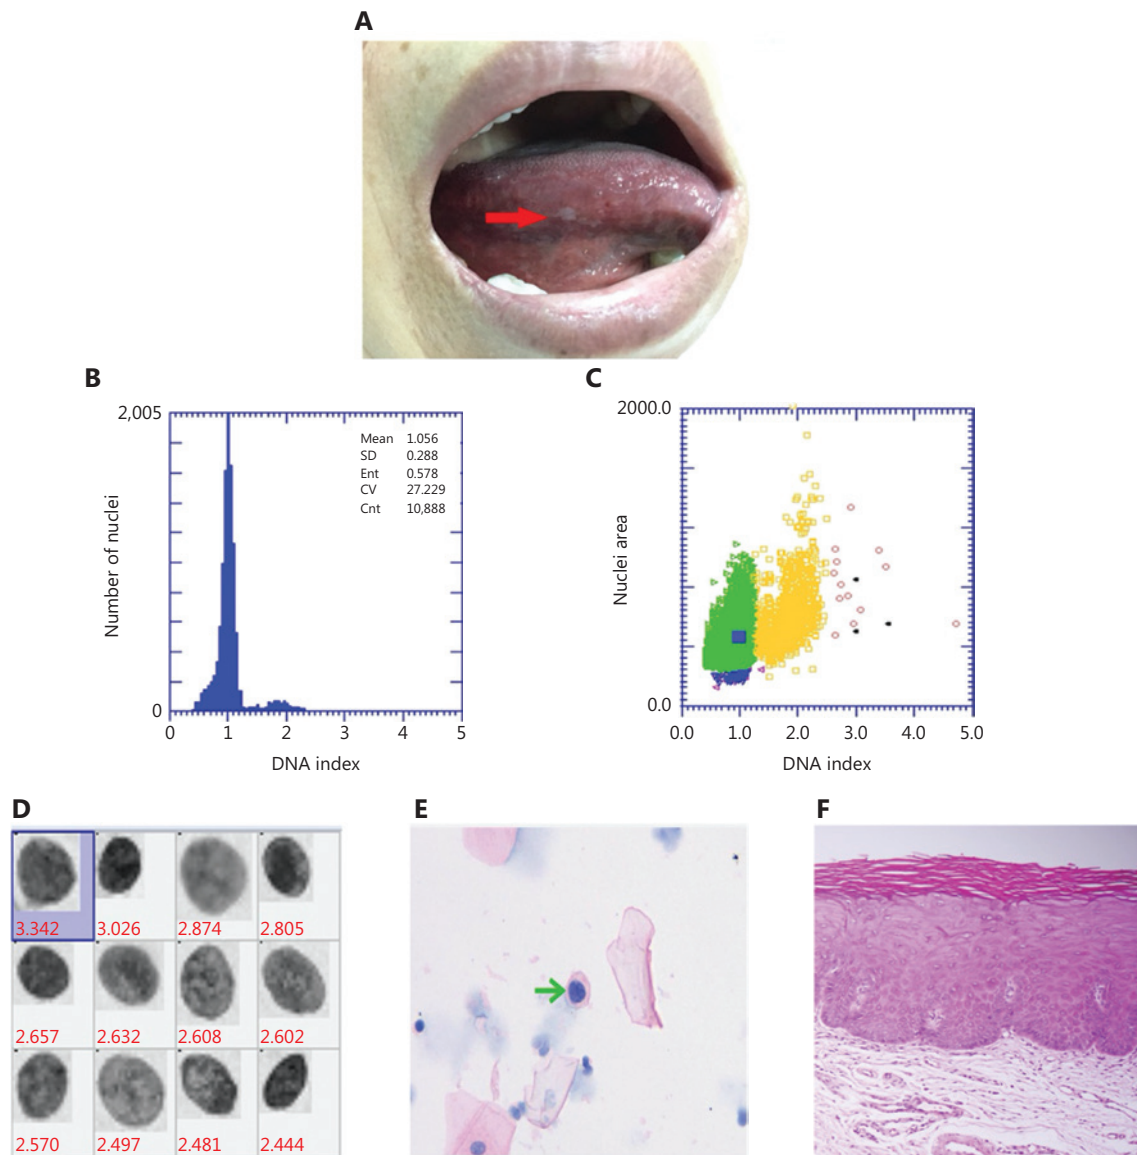 A
B
C
2,005
Number of nuclei
0
Mean 1.056
SD 0.288
Ent 0.578
CV 27.229
Cnt 10,888
0 1 2 3 4 5
DNA index
2000.0
Nuclei area
0.0
0.0 1.0 2.0 3.0 4.0 5.0
DNA index
D
E
F
3.342 3.026 2.874 2.805
2.657 2.632 2.608 2.602
2.570 2.497 2.481 2.444